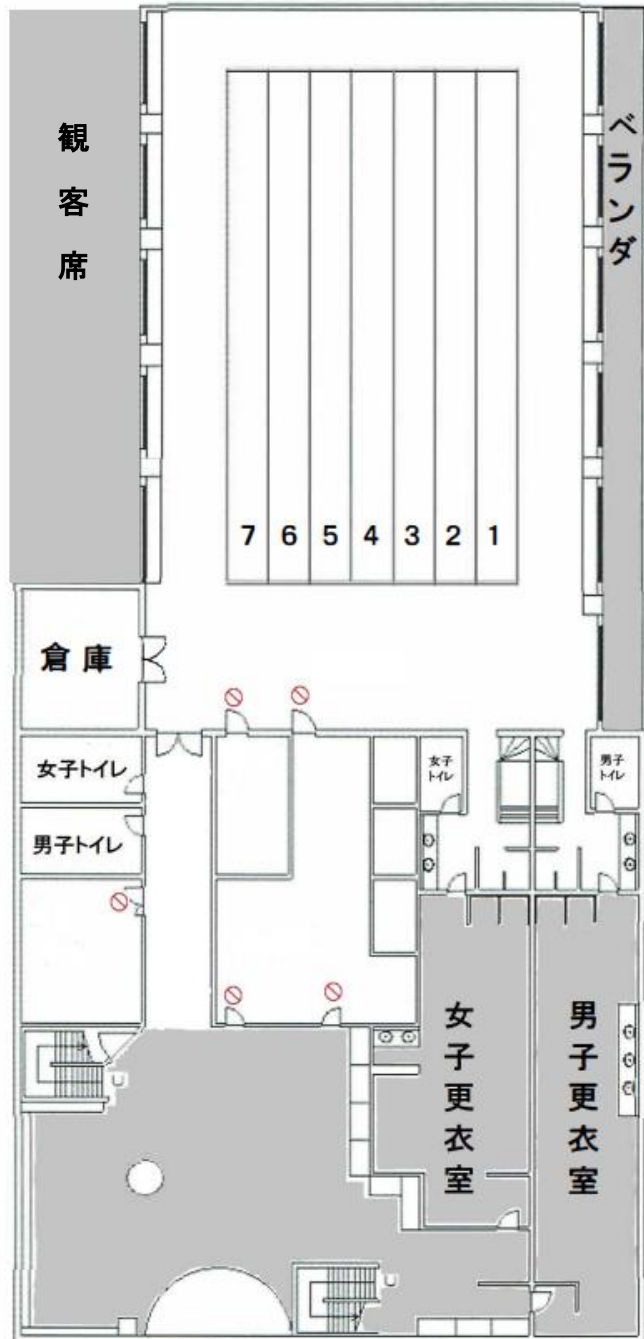 観客席
ベランダ
7 6 5 4 3 2 1
倉庫
女子トイレ
男子トイレ
女子
トイレ
男子
トイレ
女子更衣室
男子更衣室